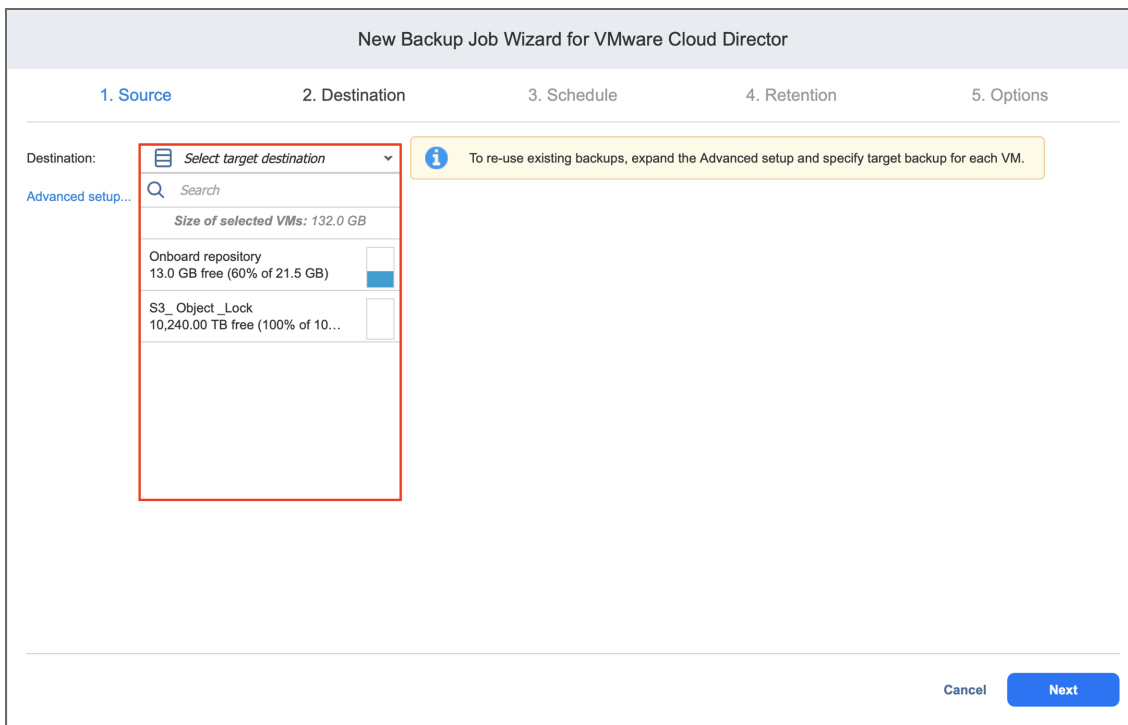 New Backup Job Wizard for VMware Cloud Director
1. Source
2. Destination
3. Schedule
4. Retention
5. Options
Destination:
Select target destination
To re-use existing backups, expand the Advanced setup and specify target backup for each VM.
Advanced setup...
Search
Size of selected VMs: 132.0 GB
Onboard repository
13.0 GB free (60% of 21.5 GB)
S3_ Object _Lock
10,240.00 TB free (100% of 10…
Cancel
Next